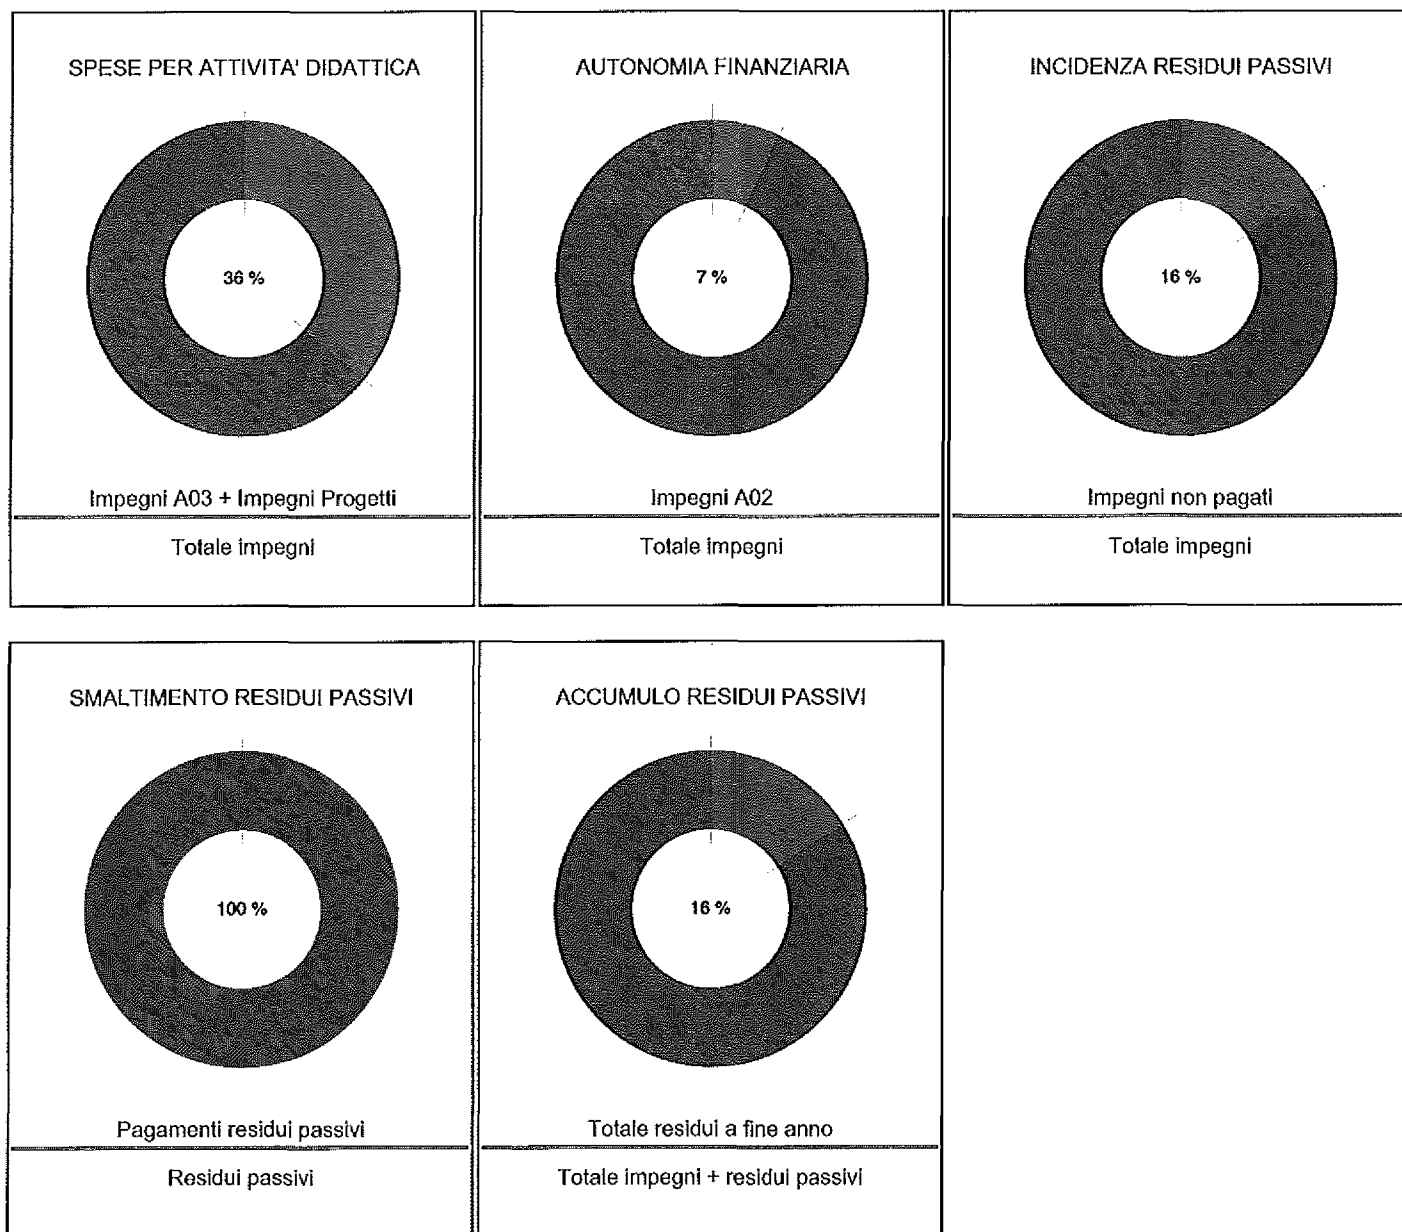 SPESE PER ATTIVITA' DIDATTICA
36 %
Impegni A03 + Impegni Progetti
Totale impegni
AUTONOMIA FINANZIARIA
7 %
Impegni A02
Totale impegni
INCIDENZA RESIDUI PASSIVI
16 %
Impegni non pagati
Totale impegni
SMALTIMENTO RESIDUI PASSIVI
100 %
Pagamenti residui passivi
Residui passivi
ACCUMULO RESIDUI PASSIVI
16 %
Totale residui a fine anno
Totale impegni + residui passivi